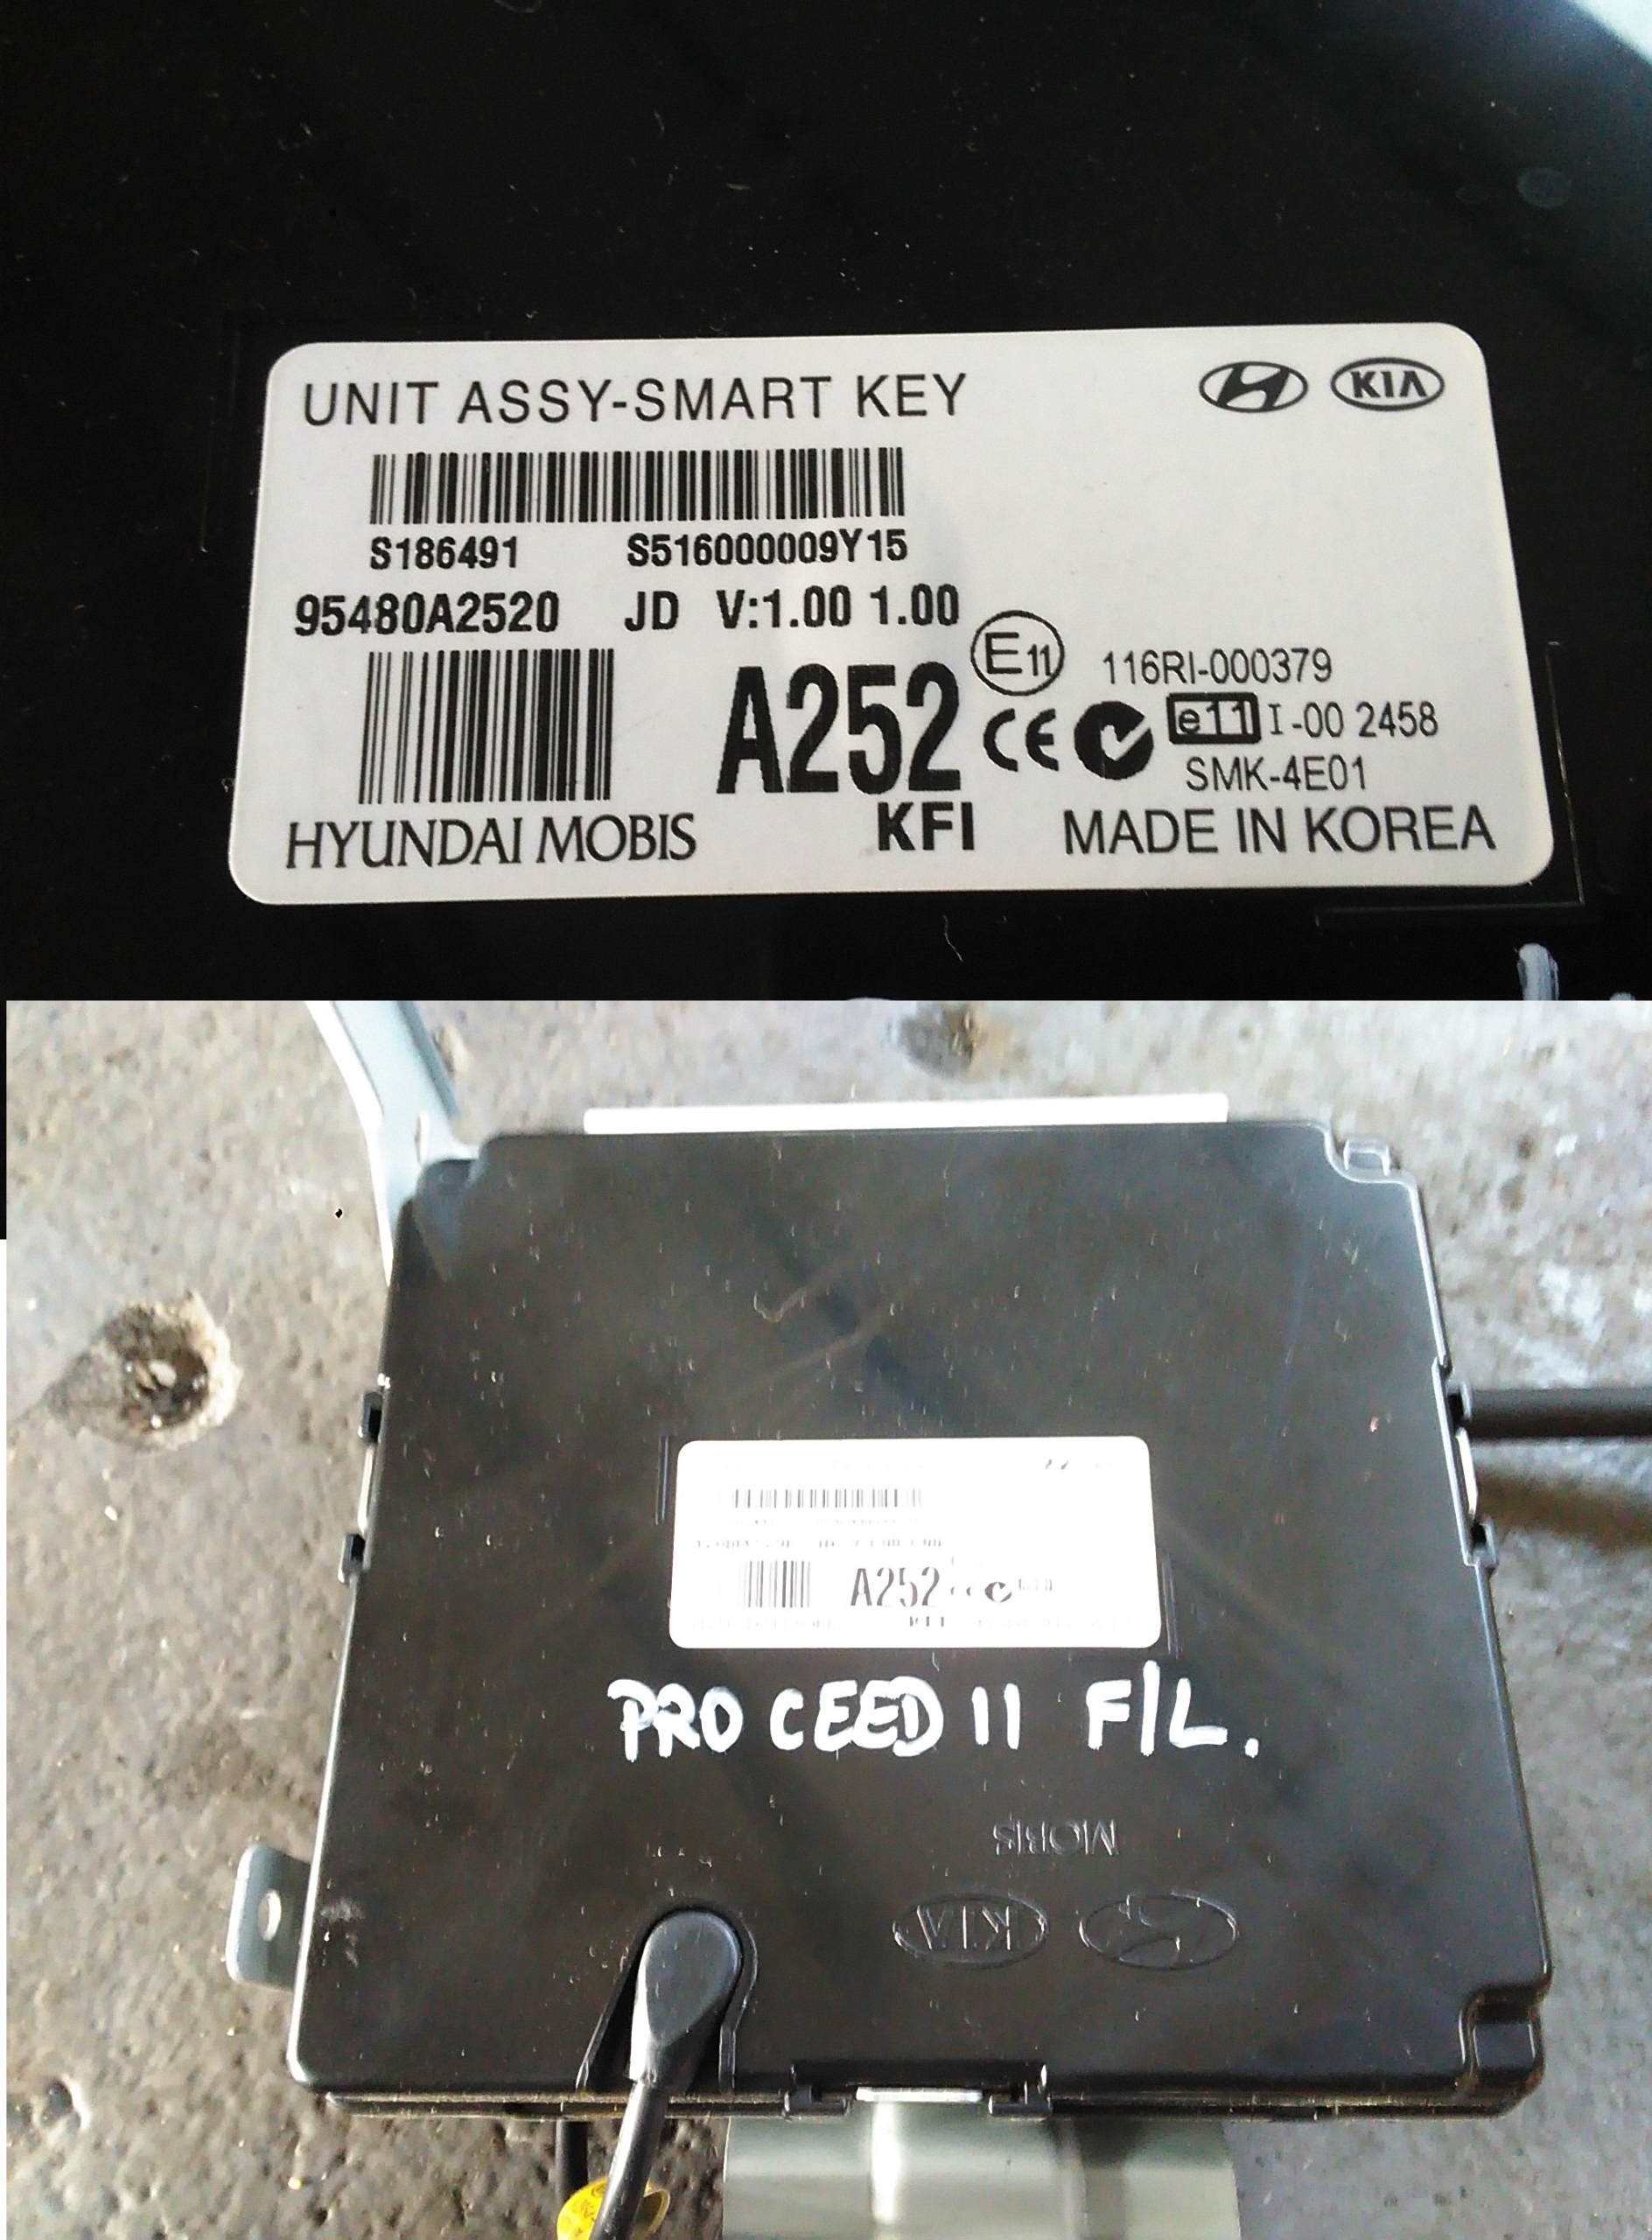 UNIT ASSY-SMART KEY
KIA
S186491 S516000009Y15
95480A2520 JD V:1.00 1.00
E11 116RI-000379
A252 CE e11 I-00 2458
SMK-4E01
HYUNDAI MOBIS KFI MADE IN KOREA
A252
PRO CEED 11 F/L.
MOBIS
KIA